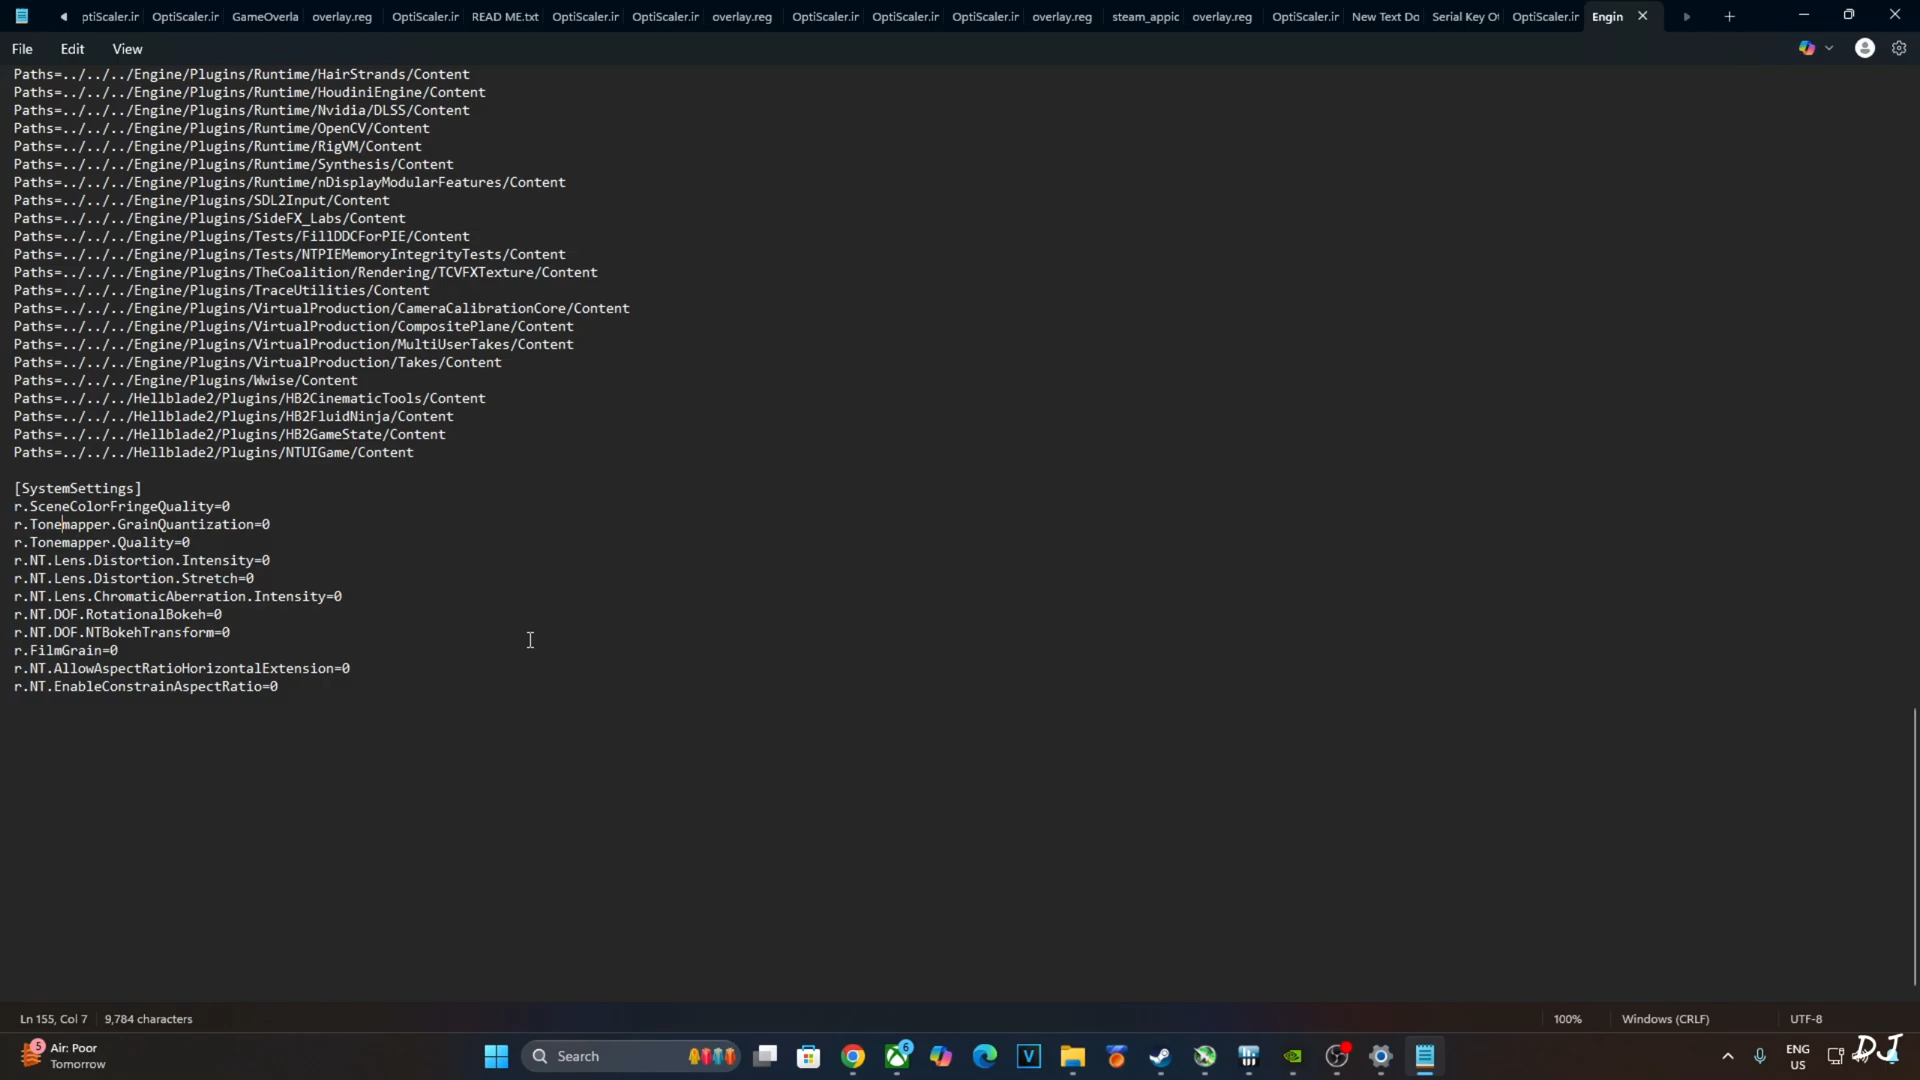 ptiScaler.ir OptiScaler.ir GameOverla overlay.reg OptiScaler.ir READ ME.txt OptiScaler.ir OptiScaler.ir overlay.reg OptiScaler.ir OptiScaler.ir OptiScaler.ir overlay.reg steam_appic overlay.reg OptiScaler.ir New Text Do Serial Key Of OptiScaler.ir Engin
File Edit View
Paths=../../../Engine/Plugins/Runtime/HairStrands/Content
Paths=../../../Engine/Plugins/Runtime/HoudiniEngine/Content
Paths=../../../Engine/Plugins/Runtime/Nvidia/DLSS/Content
Paths=../../../Engine/Plugins/Runtime/OpenCV/Content
Paths=../../../Engine/Plugins/Runtime/RigVM/Content
Paths=../../../Engine/Plugins/Runtime/Synthesis/Content
Paths=../../../Engine/Plugins/Runtime/nDisplayModularFeatures/Content
Paths=../../../Engine/Plugins/SDL2Input/Content
Paths=../../../Engine/Plugins/SideFX_Labs/Content
Paths=../../../Engine/Plugins/Tests/FillDDCForPIE/Content
Paths=../../../Engine/Plugins/Tests/NTPIEMemoryIntegrityTests/Content
Paths=../../../Engine/Plugins/TheCoalition/Rendering/TCVFXTexture/Content
Paths=../../../Engine/Plugins/TraceUtilities/Content
Paths=../../../Engine/Plugins/VirtualProduction/CameraCalibrationCore/Content
Paths=../../../Engine/Plugins/VirtualProduction/CompositePlane/Content
Paths=../../../Engine/Plugins/VirtualProduction/MultiUserTakes/Content
Paths=../../../Engine/Plugins/VirtualProduction/Takes/Content
Paths=../../../Engine/Plugins/Wwise/Content
Paths=../../../Hellblade2/Plugins/HB2CinematicTools/Content
Paths=../../../Hellblade2/Plugins/HB2FluidNinja/Content
Paths=../../../Hellblade2/Plugins/HB2GameState/Content
Paths=../../../Hellblade2/Plugins/NTUIGame/Content
[SystemSettings]
r.SceneColorFringeQuality=0
r.Tonemapper.GrainQuantization=0
r.Tonemapper.Quality=0
r.NT.Lens.Distortion.Intensity=0
r.NT.Lens.Distortion.Stretch=0
r.NT.Lens.ChromaticAberration.Intensity=0
r.NT.DOF.RotationalBokeh=0
r.NT.DOF.NTBokehTransform=0
r.FilmGrain=0
r.NT.AllowAspectRatioHorizontalExtension=0
r.NT.EnableConstrainAspectRatio=0
Ln 155, Col 7 9,784 characters 100% Windows (CRLF) UTF-8
5 Air: Poor
Tomorrow
Search
V
6
ENG
US
DJ